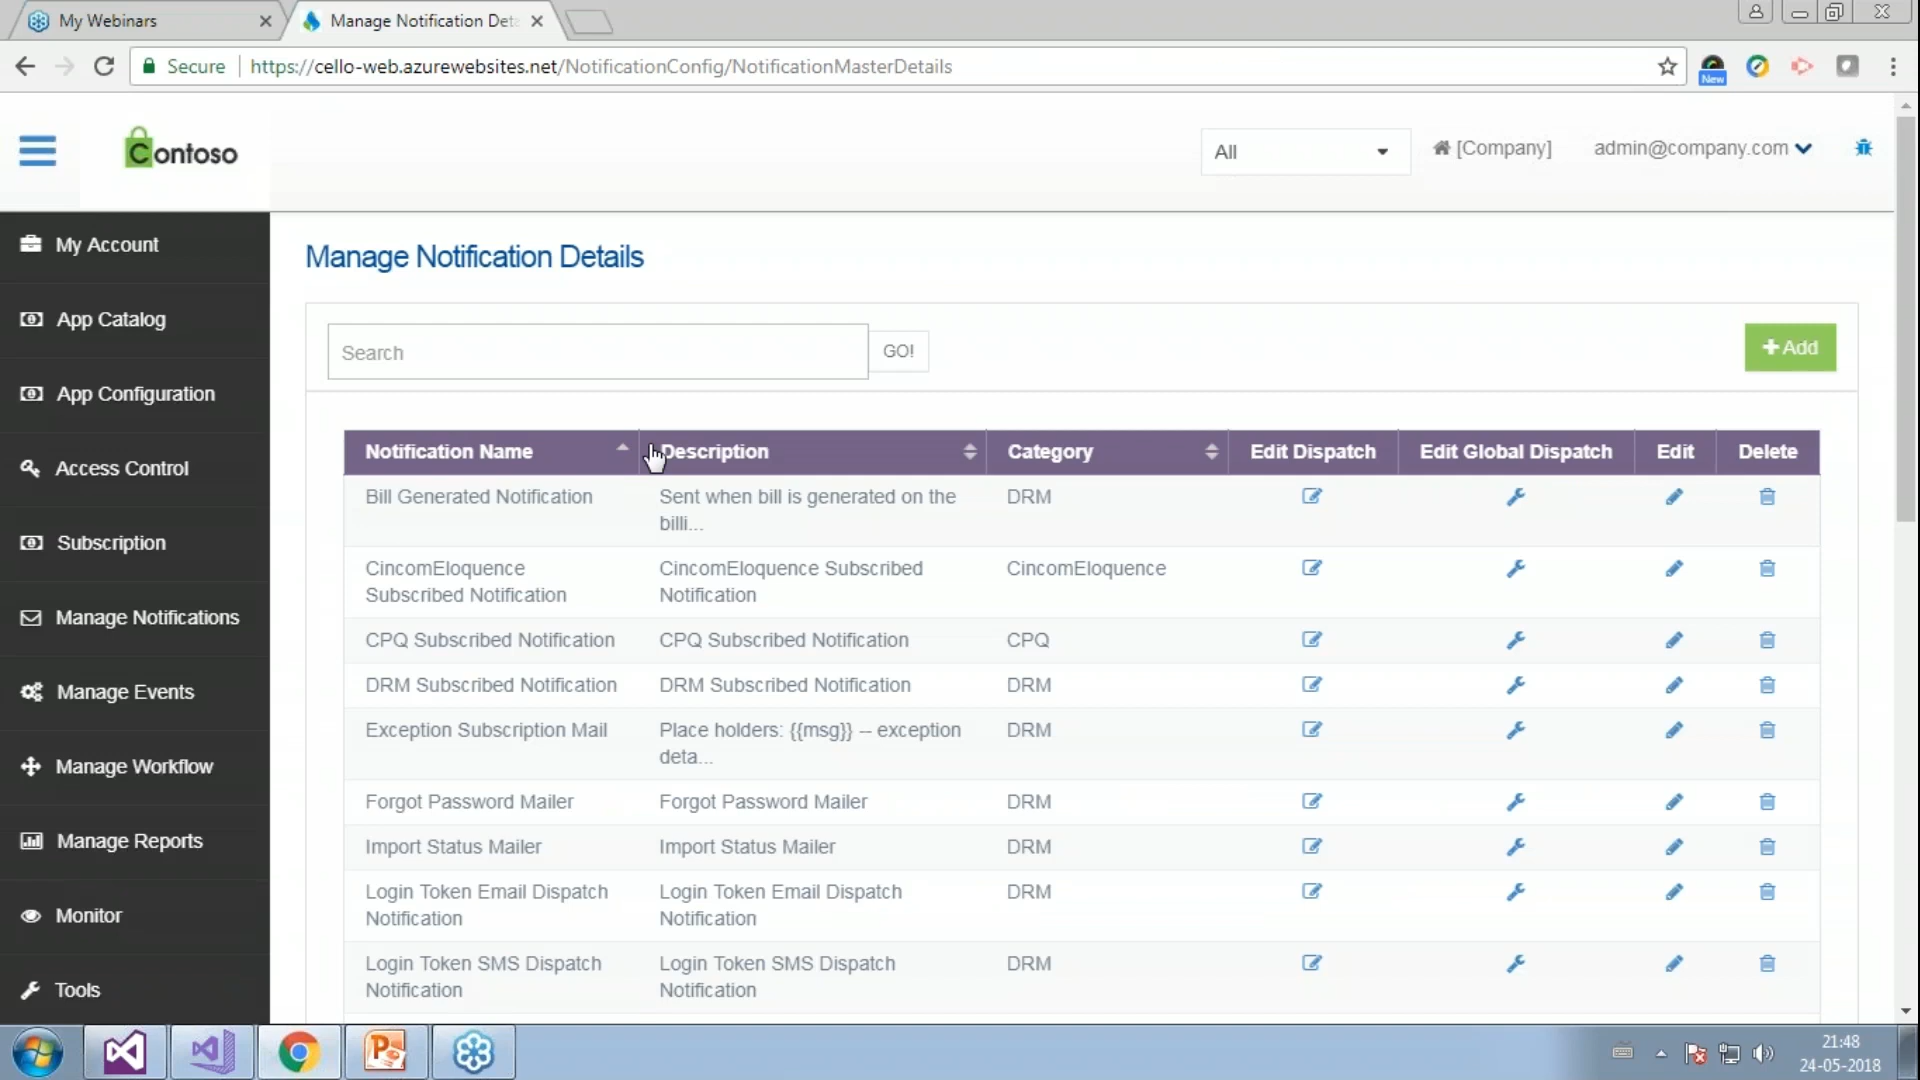 My Webinars
Manage Notification Det
Secure
https://cello-web.azurewebsites.net/NotificationConfig/NotificationMasterDetails
New
Contoso
All
[Company]
admin@company.com
My Account
App Catalog
App Configuration
Access Control
Subscription
Manage Notifications
Manage Events
Manage Workflow
Manage Reports
Monitor
Tools
Manage Notification Details
Search
GO!
Add
Notification Name Description Category Edit Dispatch Edit Global Dispatch Edit Delete
Bill Generated Notification Sent when bill is generated on the DRM
billi...
CincomEloquence CincomEloquence Subscribed CincomEloquence
Subscribed Notification Notification
CPQ Subscribed Notification CPQ Subscribed Notification CPQ
DRM Subscribed Notification DRM Subscribed Notification DRM
Exception Subscription Mail Place holders: {{msg}} -- exception DRM
deta...
Forgot Password Mailer Forgot Password Mailer DRM
Import Status Mailer Import Status Mailer DRM
Login Token Email Dispatch Login Token Email Dispatch DRM
Notification Notification
Login Token SMS Dispatch Login Token SMS Dispatch DRM
Notification Notification
21:48
24-05-2018